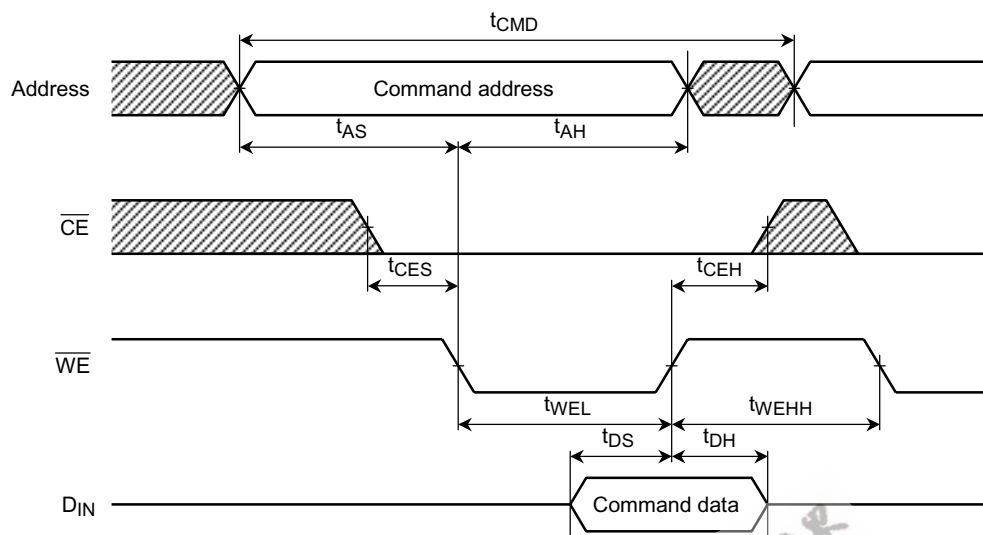 tCMD
Address
Command address
tAS
tAH
CE
tCES
tCEH
WE
tWEL
tWEHH
tDS
tDH
DIN
Command data